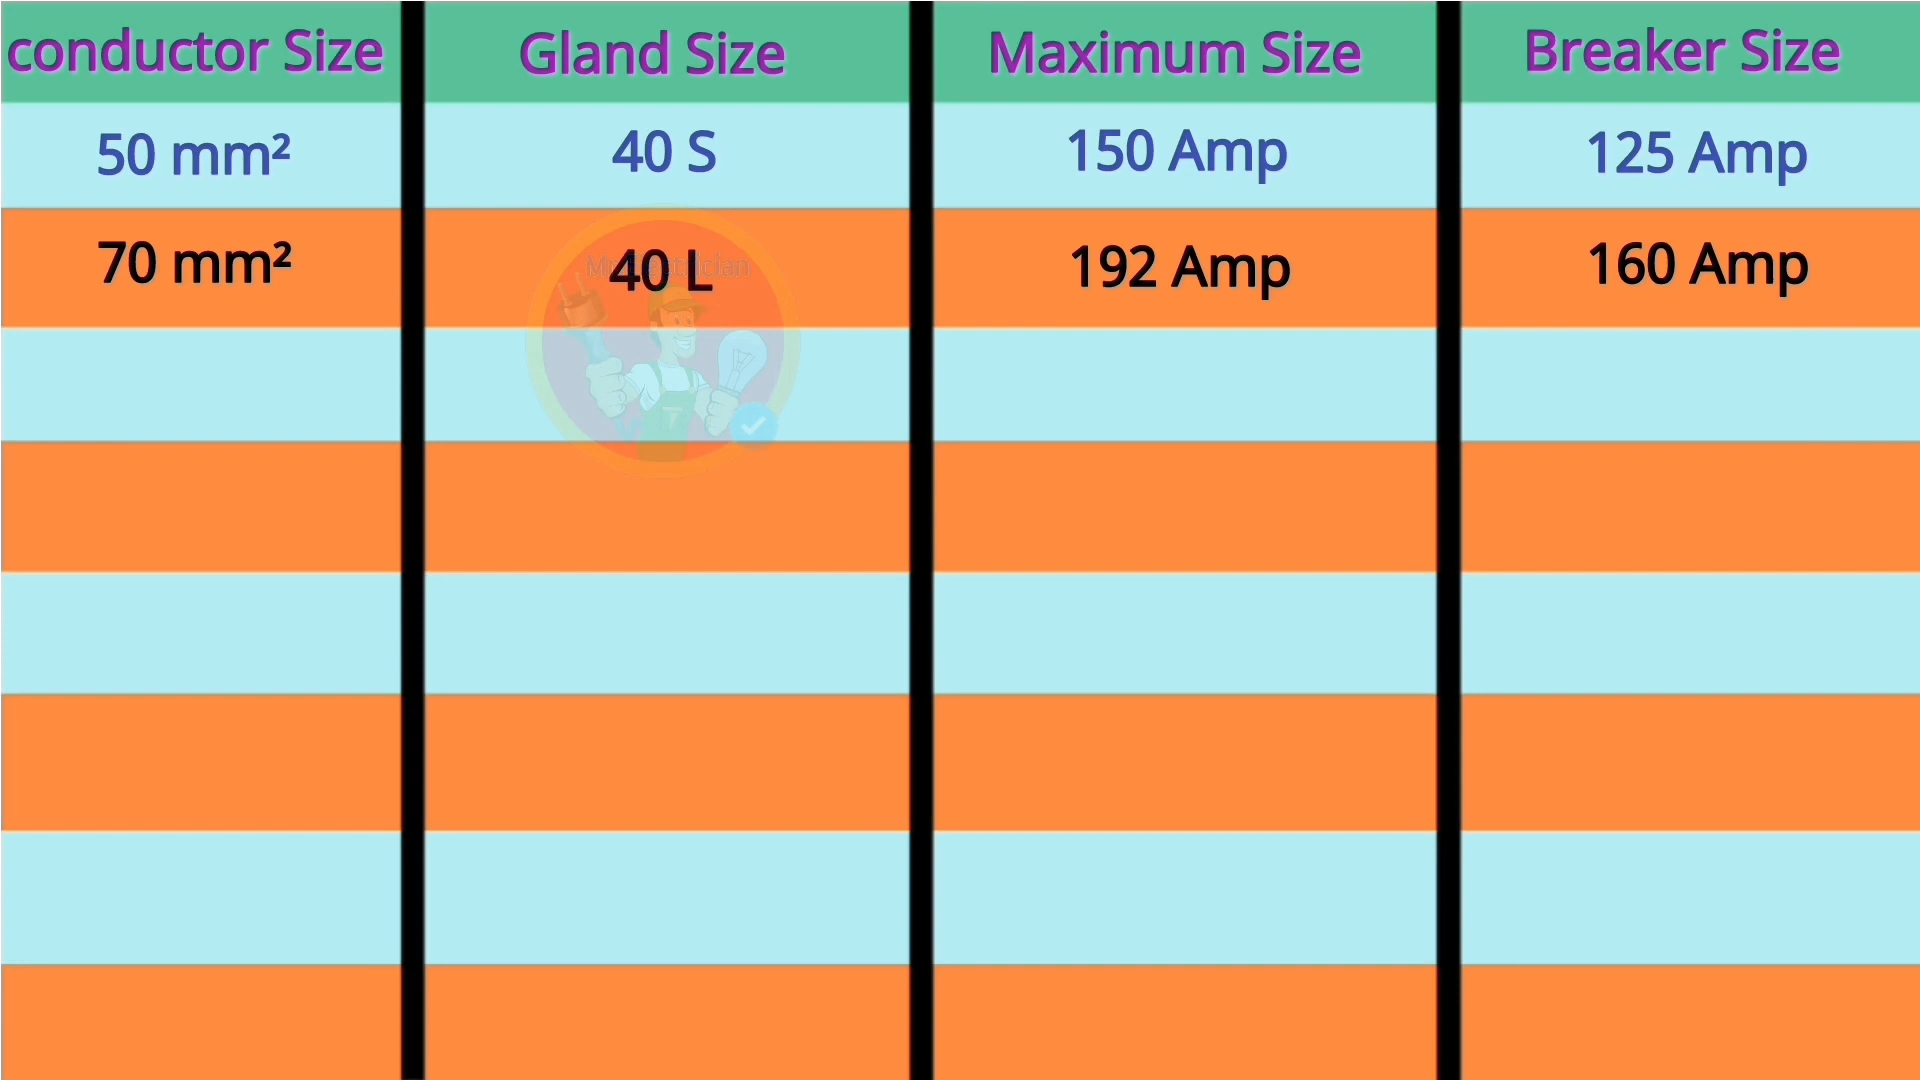 conductor Size Gland Size Maximum Size Breaker Size
50 mm² 40 S 150 Amp 125 Amp
70 mm² 40 L 192 Amp 160 Amp